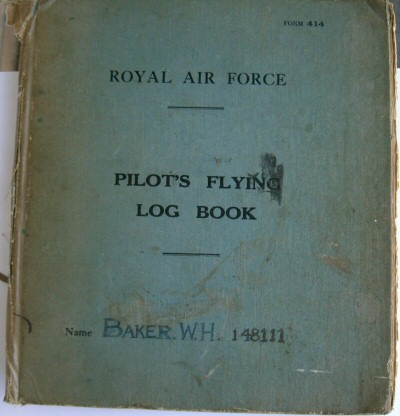 FORM 414
ROYAL AIR FORCE
PILOT'S FLYING
LOG BOOK
Name BAKER. W.H. 148111